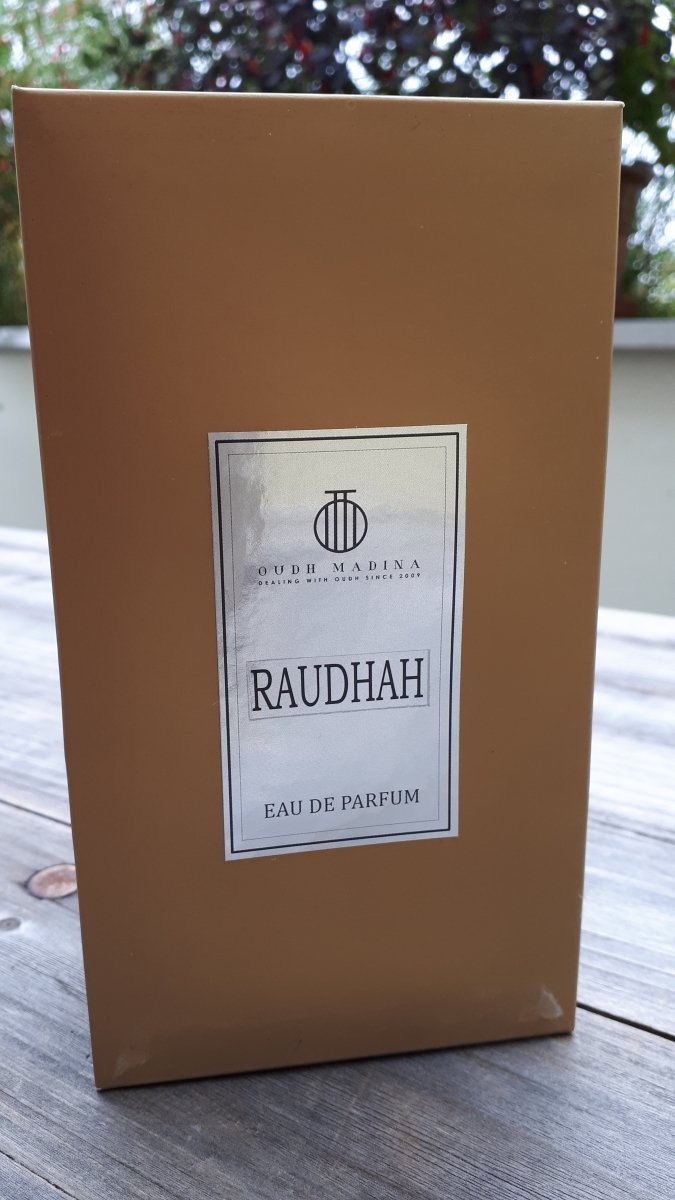 OUDH MADINA
DEALING WITH OUDH SINCE 2009
RAUDHAH
EAU DE PARFUM